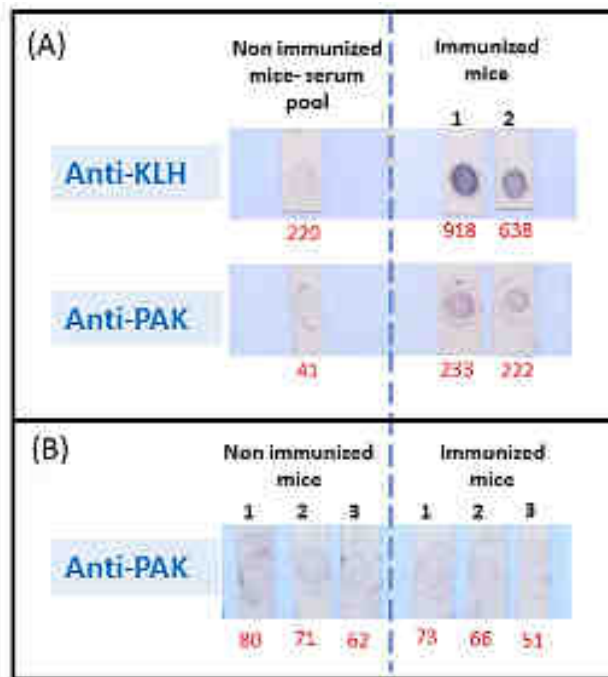 (A)
Non immunized
mice- serum
pool
Immunized
mice
1 2
Anti-KLH
220 918 638
Anti-PAK
41 233 222
(B)
Non immunized
mice
Immunized
mice
1 2 3 1 2 3
Anti-PAK
80 71 62 73 66 51